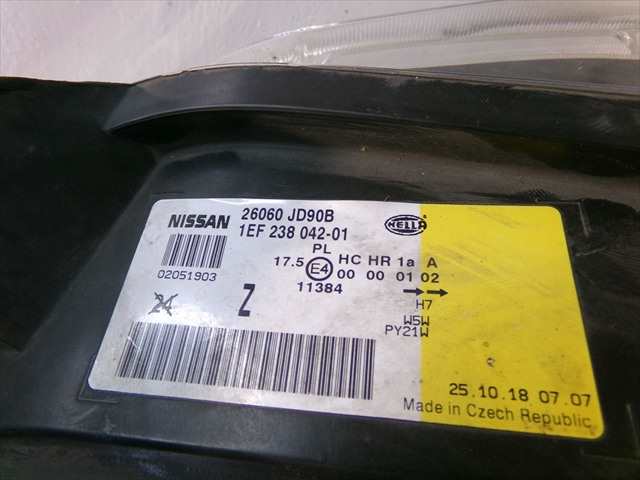 NISSAN 26060 JD90B
1EF 238 042-01
HELLA
PL
17.5 E4 HC HR 1a A
00 00 01 02
11384
02051903
24 Z
H7
W5W
PY21W
25.10.18 07.07
Made in Czech Republic